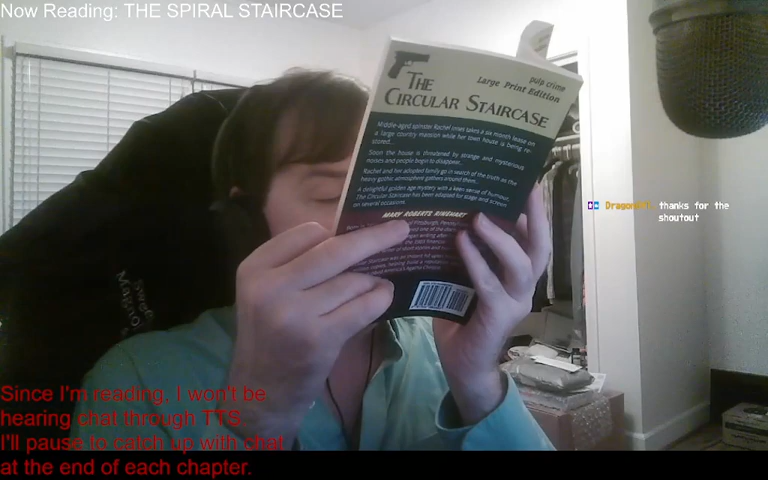 Now Reading: THE SPIRAL STAIRCASE
pulp crime
Large Print Edition
THE
CIRCULAR STAIRCASE
Middle-aged spinster Rachel Innes takes a six month lease on
a large country mansion while her town house is being re-
stored...
Soon the house is threatened by strange and mysterious
noises and people begin to disappear...
Rachel and her adopted family go in search of the truth as the
heavy gothic atmosphere gathers around them.
A delightful golden age mystery with a keen sense of humour,
The Circular Staircase has been adapted for stage and screen
on several occasions.
MARY ROBERTS RINEHART
thanks for the
shoutout
Since I'm reading, I won't be
hearing chat through TTS.
I'll pause to catch up with chat
at the end of each chapter.